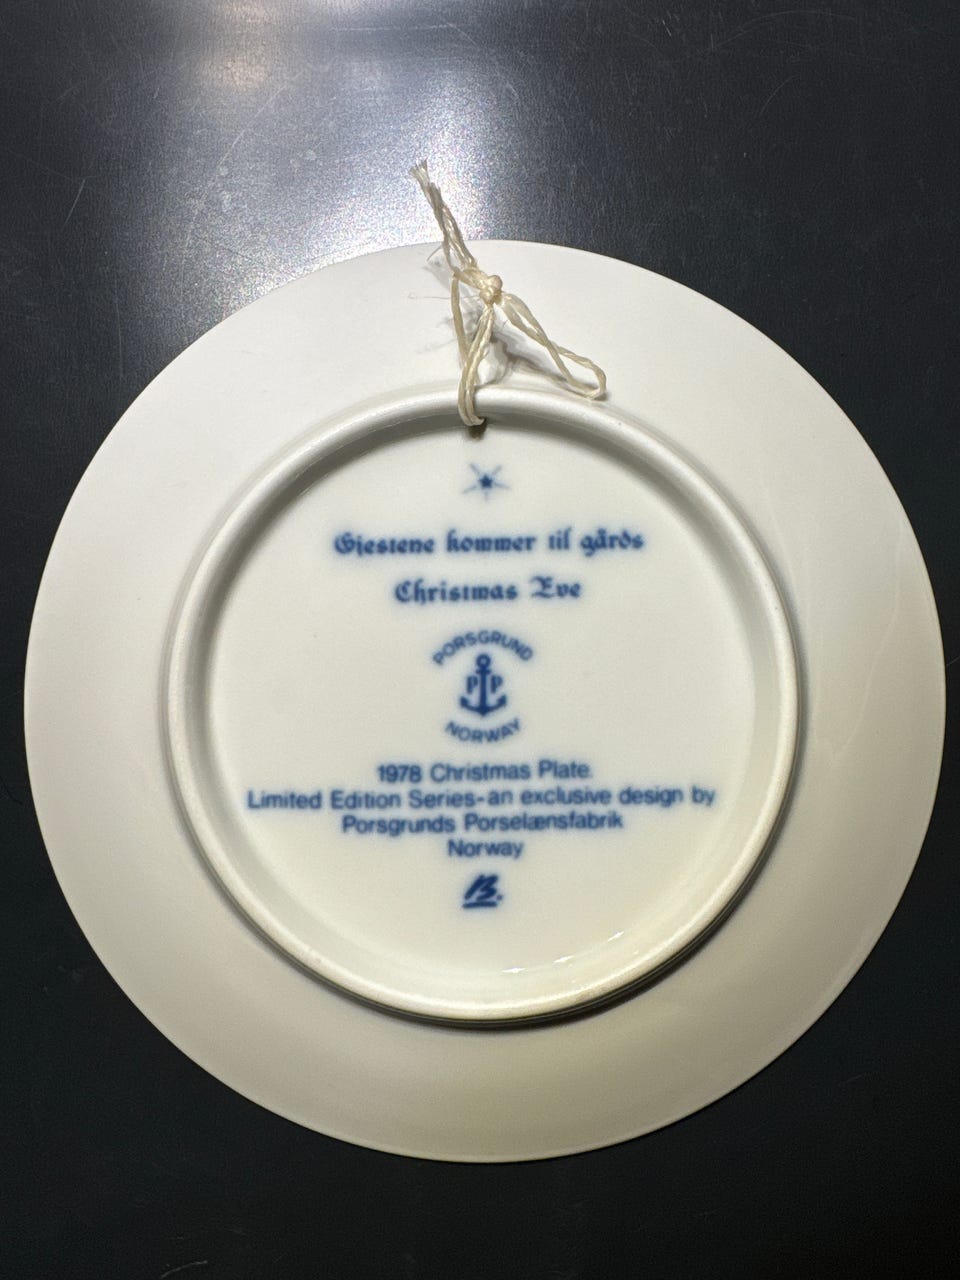 Gjestene kommer til gårds
Christmas Eve
PORSGRUND
P P
NORWAY
1978 Christmas Plate.
Limited Edition Series-an exclusive design by
Porsgrunds Porselænsfabrik
Norway
B.